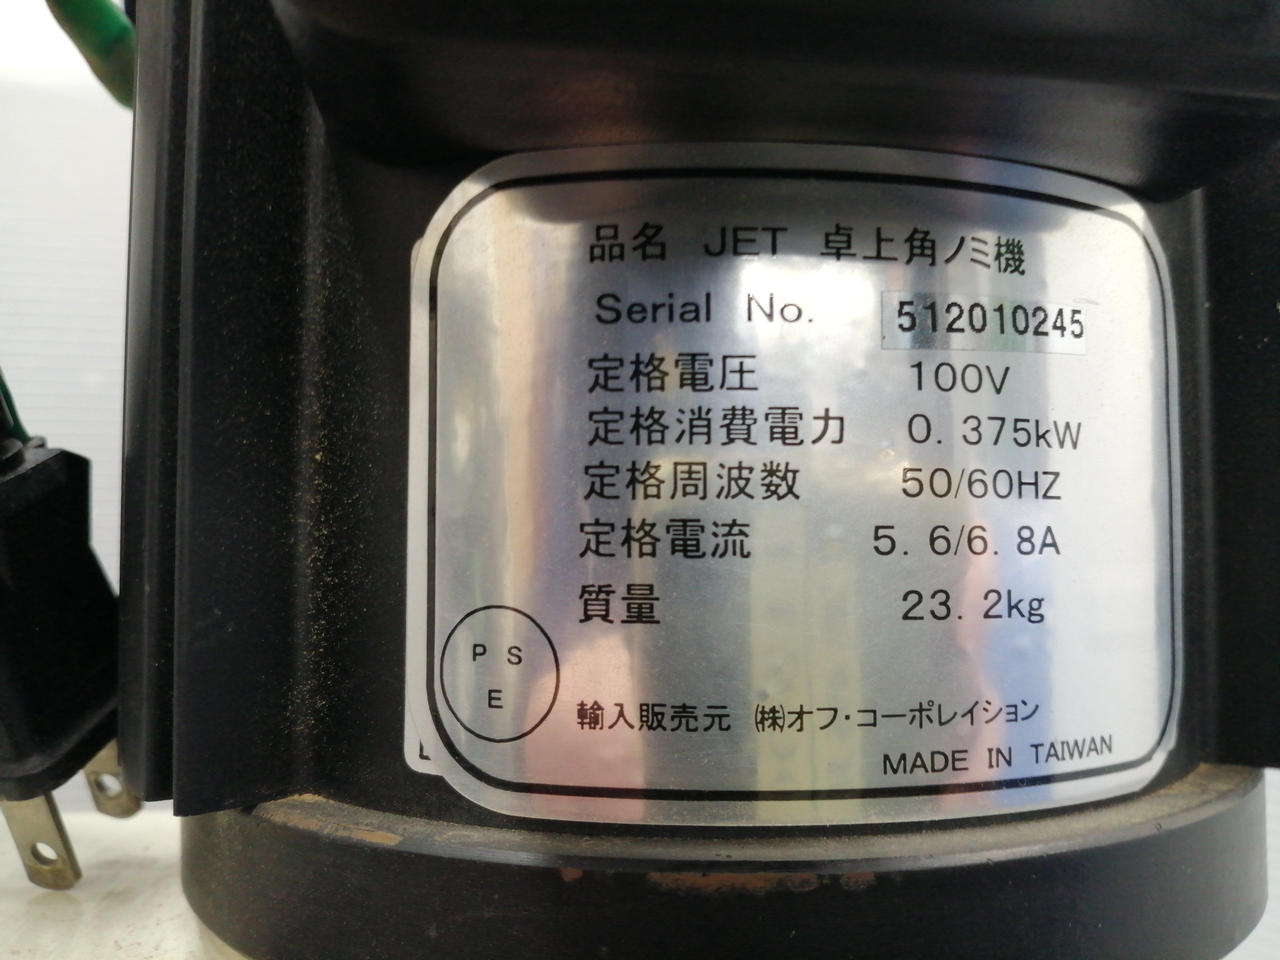 品名 JET 卓上角ノミ機
Serial No. 512010245
定格電圧 100V
定格消費電力 0.375kW
定格周波数 50/60HZ
定格電流 5.6/6.8A
質量 23.2kg
P S
E
輸入販売元 ㈱オフ・コーポレイション
MADE IN TAIWAN